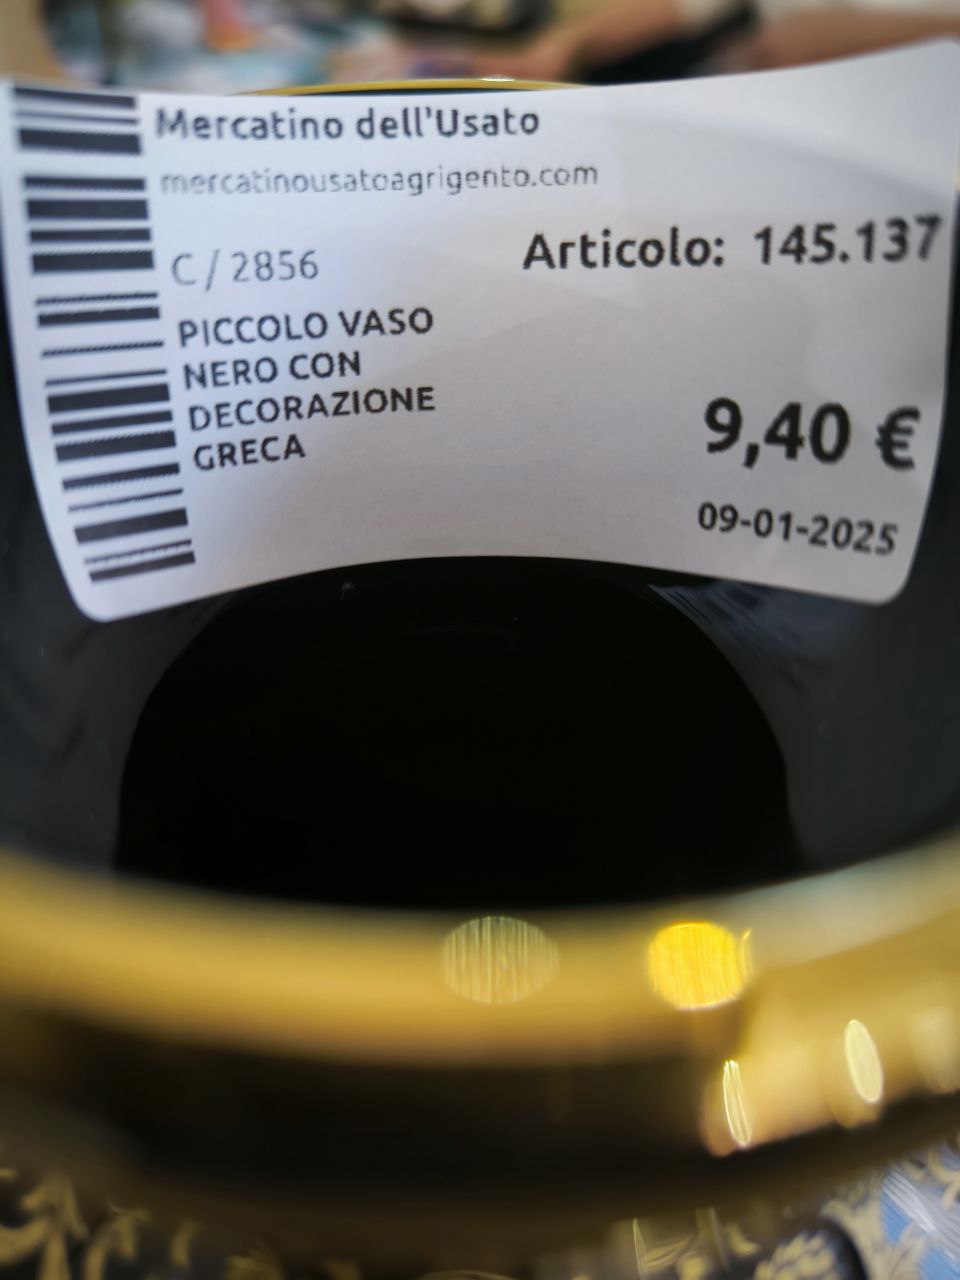 Mercatino dell'Usato
mercatinousatoagrigento.com
C / 2856
Articolo: 145.137
PICCOLO VASO
NERO CON
DECORAZIONE
GRECA
9,40 €
09-01-2025